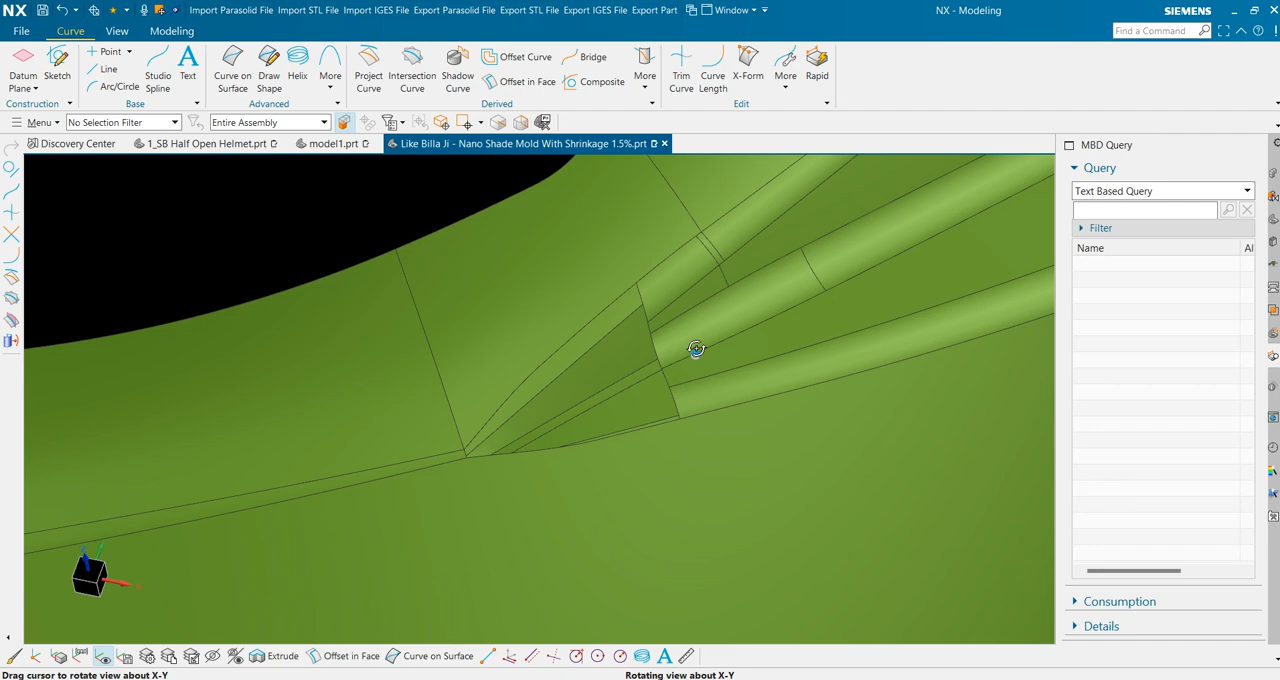 NX Import Parasolid File Import STL File Import IGES File Export Parasolid File Export STL File Export IGES File Export Part Window NX - Modeling SIEMENS
File Curve View Modeling Find a Command
Datum Plane Sketch Point Line Arc/Circle Studio Spline Text Curve on Surface Draw Shape Helix More Project Curve Intersection Curve Shadow Curve Offset Curve Offset in Face Bridge Composite More Trim Curve Curve Length X-Form More Rapid
Construction Base Advanced Derived Edit
Menu No Selection Filter Entire Assembly
Discovery Center 1_SB Half Open Helmet.prt model1.prt Like Billa Ji - Nano Shade Mold With Shrinkage 1.5%.prt
MBD Query
Query
Text Based Query
Filter
Name Al
Consumption
Details
Extrude Offset in Face Curve on Surface
Drag cursor to rotate view about X-Y Rotating view about X-Y